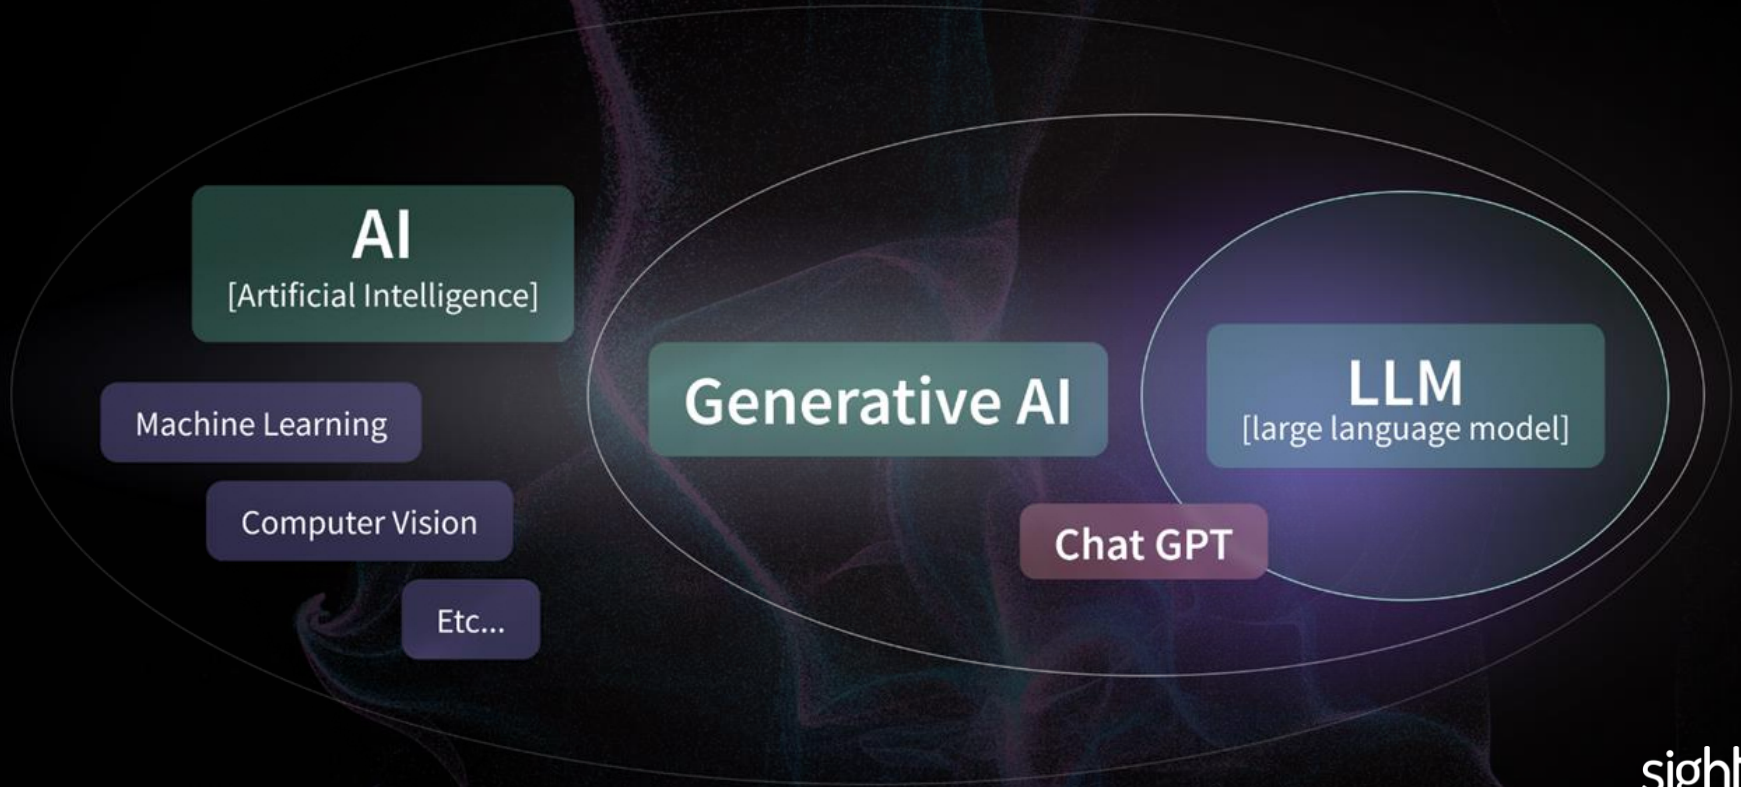 AI
[Artificial Intelligence]
Machine Learning
Computer Vision
Etc...
Generative AI
LLM
[large language model]
Chat GPT